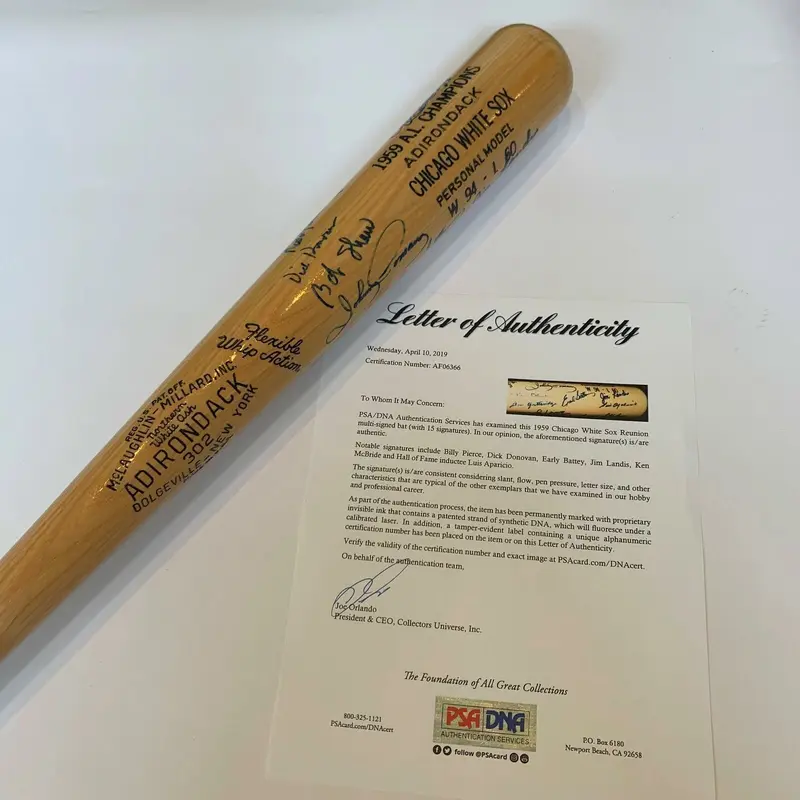 1959 A.L. CHAMPIONS
ADIRONDACK
CHICAGO WHITE SOX
PERSONAL MODEL
W. 94 - L. 60
Bob Shaw
Flexible
Whip Action
REG. U.S. PAT. OFF.
McLAUGHLIN-MILLARD, INC.
Northern
White Ash
ADIRONDACK
302
DOLGEVILLE - NEW YORK
Letter of Authenticity
Wednesday, April 10, 2019
Certification Number: AF06366
To Whom It May Concern:
PSA/DNA Authentication Services has examined this 1959 Chicago White Sox Reunion
multi-signed bat (with 15 signatures). In our opinion, the aforementioned signature(s) is/are
authentic.
Notable signatures include Billy Pierce, Dick Donovan, Early Battey, Jim Landis, Ken
McBride and Hall of Fame inductee Luis Aparicio.
The signature(s) is/are consistent considering slant, flow, pen pressure, letter size, and other
characteristics that are typical of the other exemplars that we have examined in our hobby
and professional career.
As part of the authentication process, the item has been permanently marked with proprietary
invisible ink that contains a patented strand of synthetic DNA, which will fluoresce under a
calibrated laser. In addition, a tamper-evident label containing a unique alphanumeric
certification number has been placed on the item or on this Letter of Authenticity.
Verify the validity of the certification number and exact image at PSAcard.com/DNAcert.
On behalf of the authentication team,
Joe Orlando
President & CEO, Collectors Universe, Inc.
The Foundation of All Great Collections
800-325-1121
PSAcard.com/DNAcert
PSA DNA
AUTHENTICATION SERVICES
follow @PSAcard
P.O. Box 6180
Newport Beach, CA 92658